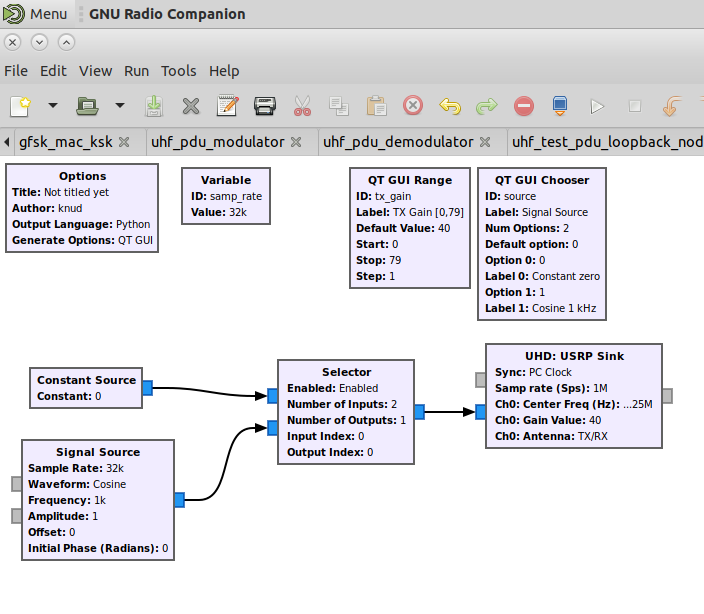 Menu GNU Radio Companion
File Edit View Run Tools Help
gfsk_mac_ksk uhf_pdu_modulator uhf_pdu_demodulator uhf_test_pdu_loopback_nod
Options
Title: Not titled yet
Author: knud
Output Language: Python
Generate Options: QT GUI
Variable
ID: samp_rate
Value: 32k
QT GUI Range
ID: tx_gain
Label: TX Gain [0,79]
Default Value: 40
Start: 0
Stop: 79
Step: 1
QT GUI Chooser
ID: source
Label: Signal Source
Num Options: 2
Default option: 0
Option 0: 0
Label 0: Constant zero
Option 1: 1
Label 1: Cosine 1 kHz
Constant Source
Constant: 0
Signal Source
Sample Rate: 32k
Waveform: Cosine
Frequency: 1k
Amplitude: 1
Offset: 0
Initial Phase (Radians): 0
Selector
Enabled: Enabled
Number of Inputs: 2
Number of Outputs: 1
Input Index: 0
Output Index: 0
UHD: USRP Sink
Sync: PC Clock
Samp rate (Sps): 1M
Ch0: Center Freq (Hz): ...25M
Ch0: Gain Value: 40
Ch0: Antenna: TX/RX